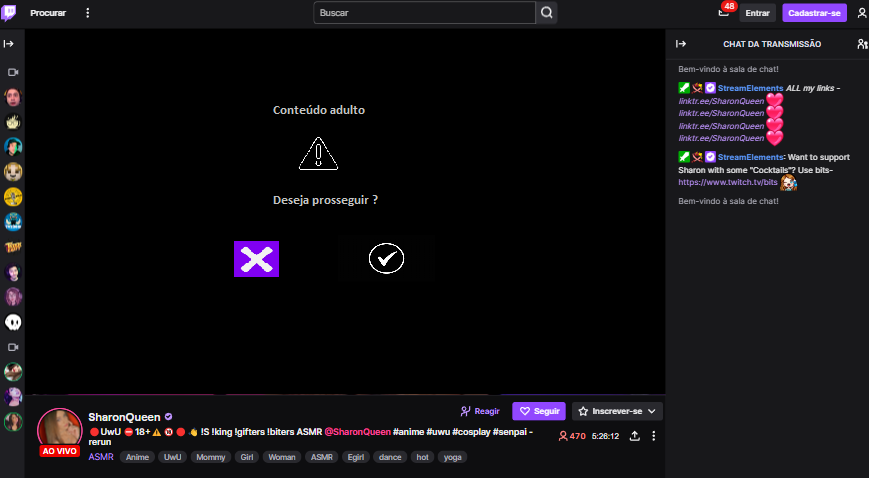 Procurar
Buscar
48
Entrar
Cadastrar-se
Conteúdo adulto
Deseja prosseguir ?
CHAT DA TRANSMISSÃO
Bem-vindo à sala de chat!
StreamElements ALL my links -
linktr.ee/SharonQueen
linktr.ee/SharonQueen
linktr.ee/SharonQueen
linktr.ee/SharonQueen
StreamElements: Want to support
Sharon with some "Cocktails"? Use bits-
https://www.twitch.tv/bits
Bem-vindo à sala de chat!
SharonQueen
Reagir
Seguir
Inscrever-se
UwU 18+ !S !king !gifters !biters ASMR @SharonQueen #anime #uwu #cosplay #senpai -
rerun
470
5:26:12
AO VIVO
ASMR Anime UwU Mommy Girl Woman ASMR Egirl dance hot yoga